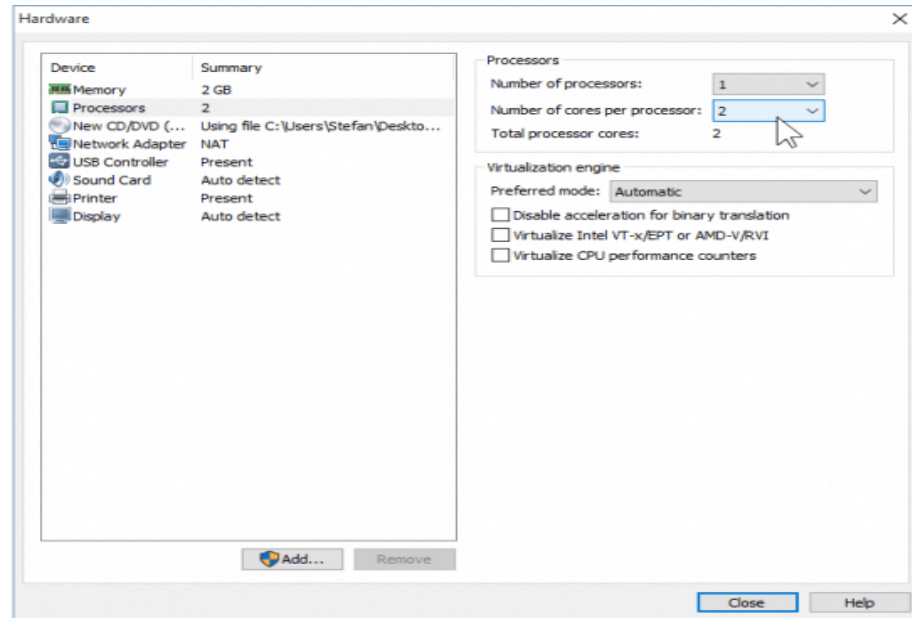 Hardware
Device Summary
Memory 2 GB
Processors 2
New CD/DVD (... Using file C:\Users\Stefan\Deskto...
Network Adapter NAT
USB Controller Present
Sound Card Auto detect
Printer Present
Display Auto detect
Add... Remove
Processors
Number of processors: 1
Number of cores per processor: 2
Total processor cores: 2
Virtualization engine
Preferred mode: Automatic
Disable acceleration for binary translation
Virtualize Intel VT-x/EPT or AMD-V/RVI
Virtualize CPU performance counters
Close Help